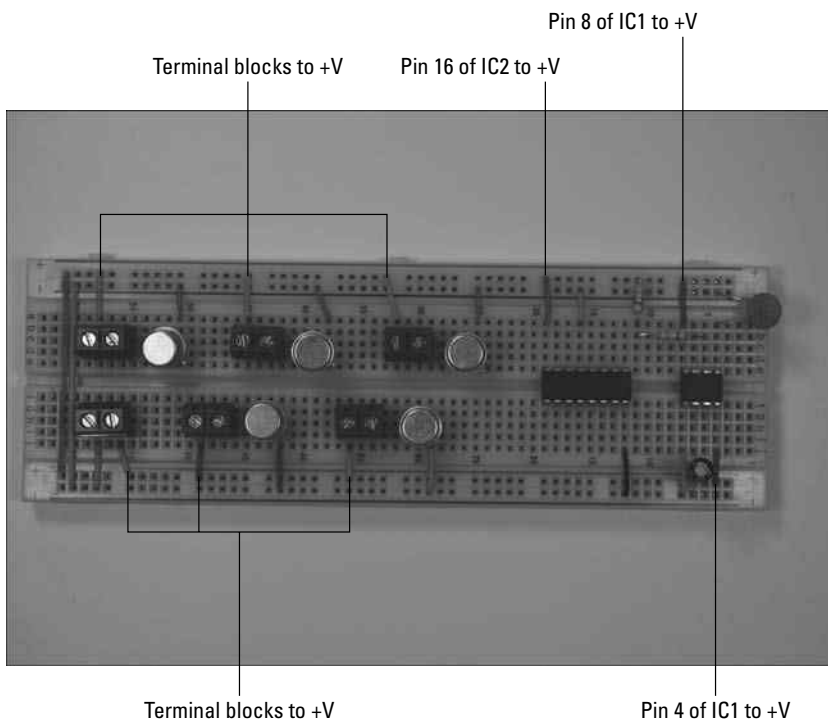 Pin 8 of IC1 to +V
Terminal blocks to +V
Pin 16 of IC2 to +V
Terminal blocks to +V
Pin 4 of IC1 to +V